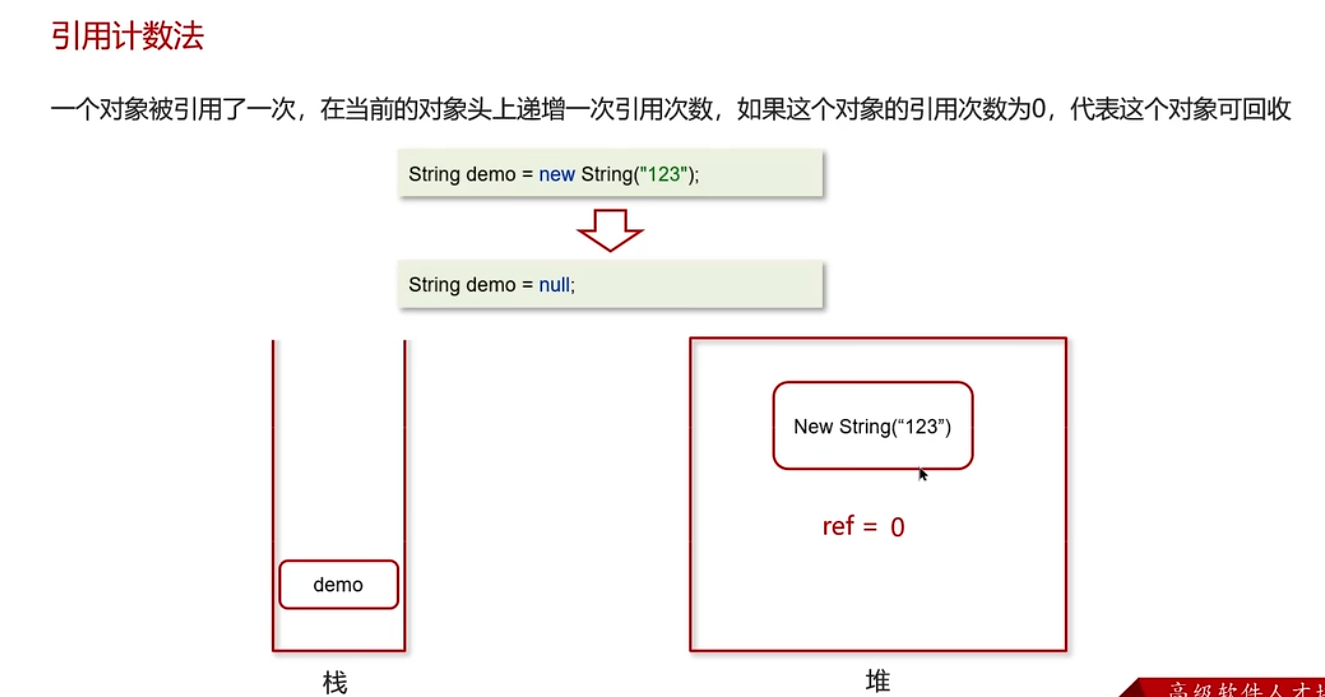 引用计数法
一个对象被引用了一次，在当前的对象头上递增一次引用次数，如果这个对象的引用次数为0，代表这个对象可回收
String demo = new String("123");
String demo = null;
New String(“123”)
ref = 0
demo
栈
堆
高级软件人才培